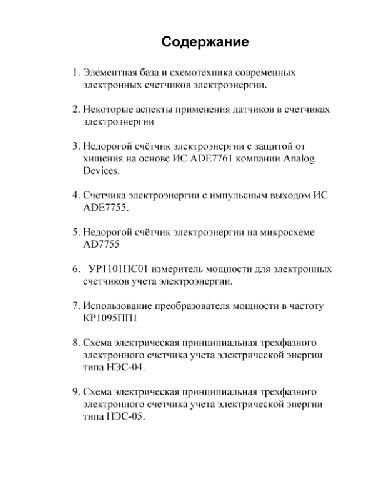 Содержание
1. Элементная база и схемотехника современных
электронных счетчиков электроэнергии.
2. Некоторые аспекты применения датчиков в счетчиках
электроэнергии
3. Недорогой счётчик электроэнергии с защитой от
хищения на основе ИС ADE7761 компании Analog
Devices.
4. Счетчика электроэнергии с импульсным выходом ИС
ADE7755.
5. Недорогой счётчик электроэнергии на микросхеме
AD7755
6. УР1101ПС01 измеритель мощности для электронных
счетчиков учета электроэнергии.
7. Использование преобразователя мощности в частоту
КР1095ПП1
8. Схема электрическая принципиальная трехфазного
электронного счетчика учета электрической энергии
типа НЭС-04.
9. Схема электрическая принципиальная трехфазного
электронного счетчика учета электрической энергии
типа НЭС-05.